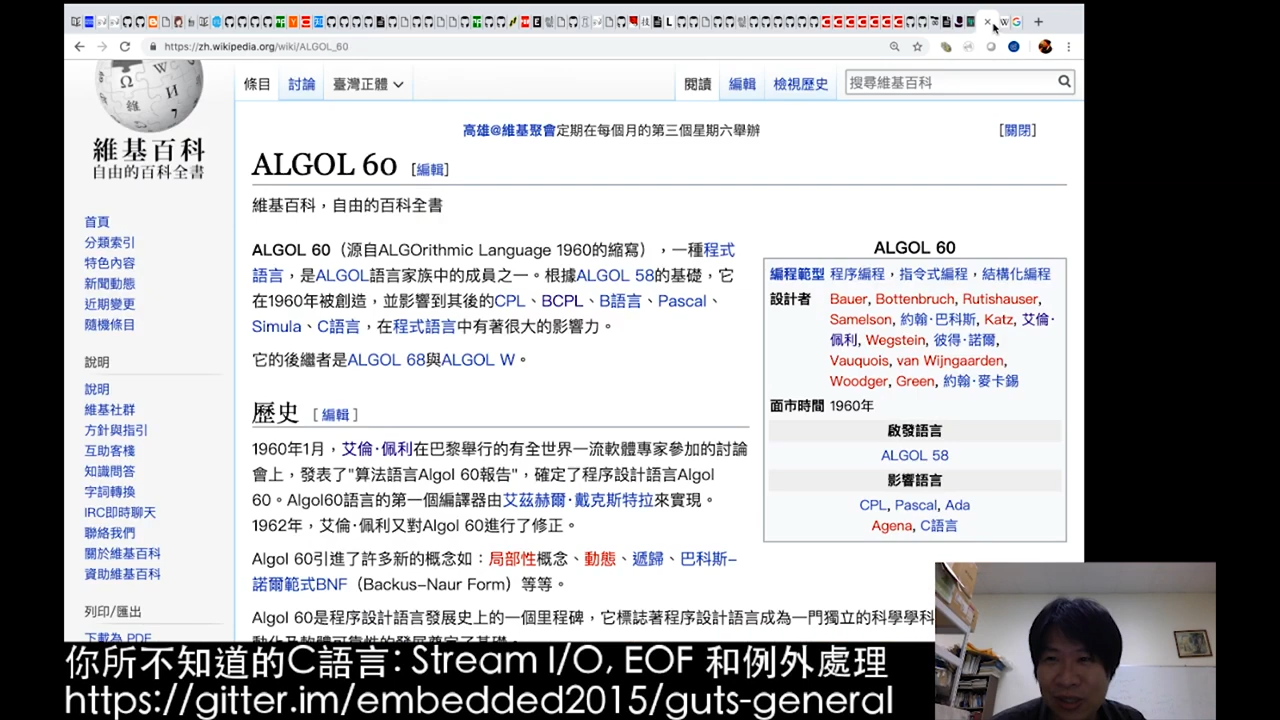 https://zh.wikipedia.org/wiki/ALGOL_60
條目 討論 臺灣正體 閱讀 編輯 檢視歷史 搜尋維基百科
維基百科
自由的百科全書
首頁
分類索引
特色內容
新聞動態
近期變更
隨機條目
說明
說明
維基社群
方針與指引
互助客棧
知識問答
字詞轉換
IRC即時聊天
聯絡我們
關於維基百科
資助維基百科
列印/匯出
下載為 PDF
高雄@維基聚會定期在每個月的第三個星期六舉辦 [關閉]
ALGOL 60 [編輯]
維基百科，自由的百科全書
ALGOL 60（源自ALGOrithmic Language 1960的縮寫），一種程式
語言，是ALGOL語言家族中的成員之一。根據ALGOL 58的基礎，它
在1960年被創造，並影響到其後的CPL、BCPL、B語言、Pascal、
Simula、C語言，在程式語言中有著很大的影響力。
它的後繼者是ALGOL 68與ALGOL W。
歷史 [編輯]
1960年1月，艾倫·佩利在巴黎舉行的有全世界一流軟體專家參加的討論
會上，發表了"算法語言Algol 60報告"，確定了程序設計語言Algol
60。Algol60語言的第一個編譯器由艾茲赫爾·戴克斯特拉來實現。
1962年，艾倫·佩利又對Algol 60進行了修正。
Algol 60引進了許多新的概念如：局部性概念、動態、遞歸、巴科斯-
諾爾範式BNF（Backus-Naur Form）等等。
Algol 60是程序設計語言發展史上的一個里程碑，它標誌著程序設計語言成為一門獨立的科學學科
ALGOL 60
編程範型 程序編程，指令式編程，結構化編程
設計者 Bauer, Bottenbruch, Rutishauser,
Samelson, 約翰·巴科斯, Katz, 艾倫·
佩利, Wegstein, 彼得·諾爾,
Vauquois, van Wijngaarden,
Woodger, Green, 約翰·麥卡錫
面市時間 1960年
啟發語言
ALGOL 58
影響語言
CPL, Pascal, Ada
Agena, C語言
你所不知道的C語言: Stream I/O, EOF 和例外處理
https://gitter.im/embedded2015/guts-general